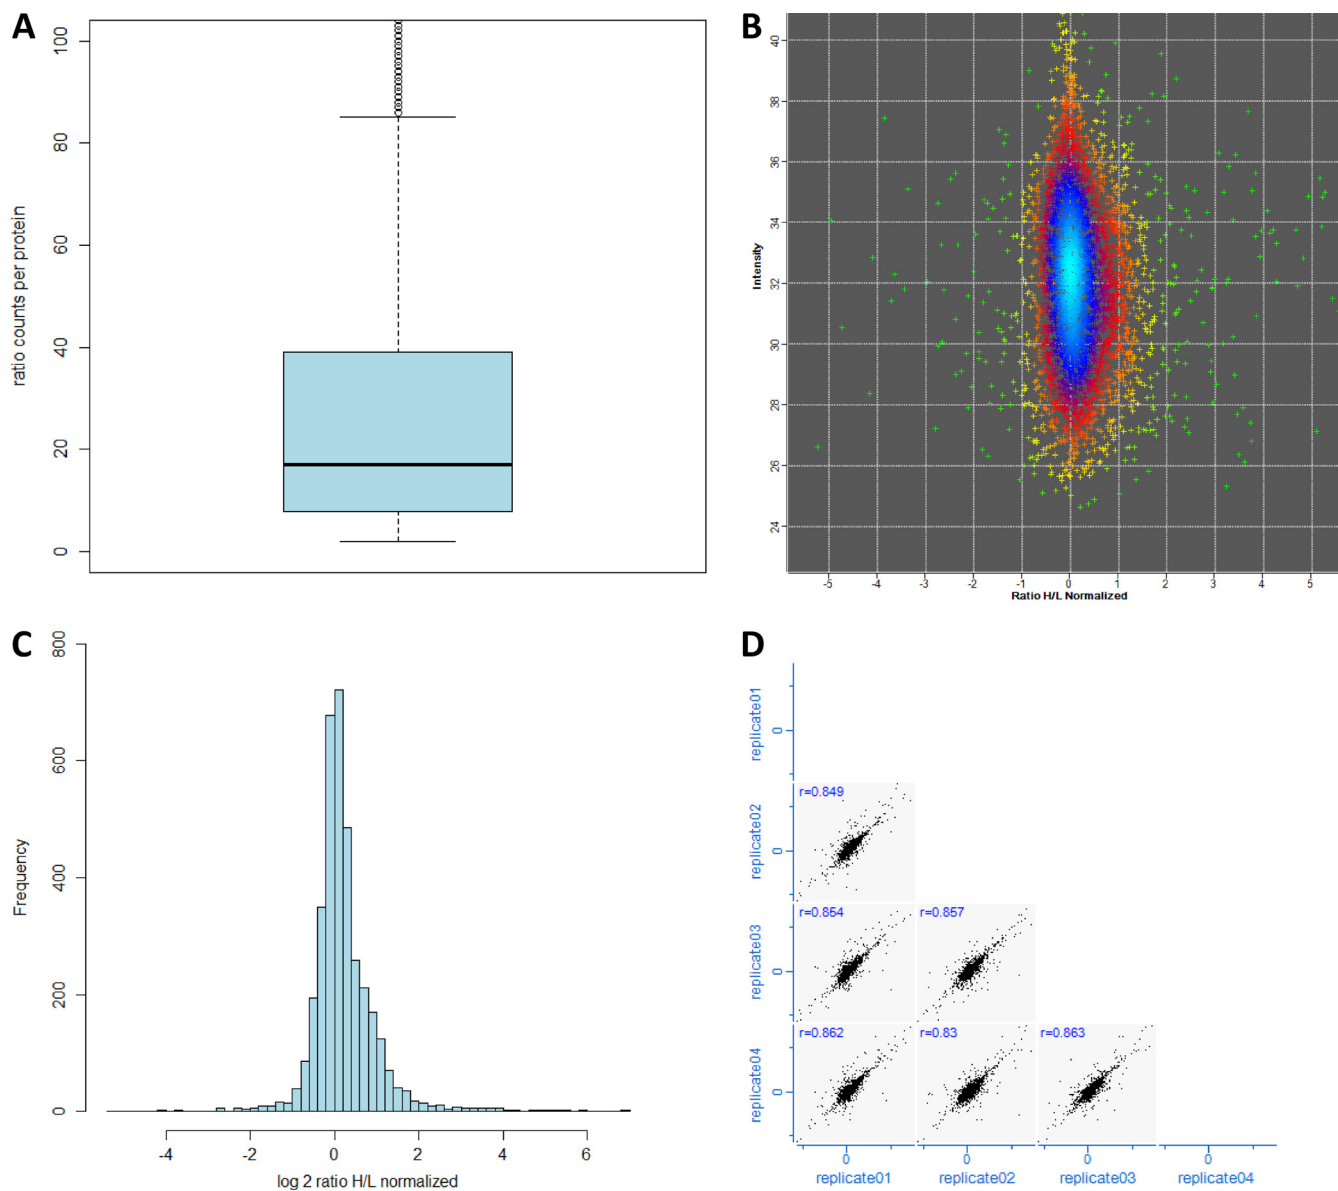 A
ratio counts per protein
100
80
60
40
20
0
B
Intensity
40
38
36
34
32
30
28
26
24
-5 -4 -3 -2 -1 0 1 2 3 4 5
Ratio H/L Normalized
C
Frequency
800
600
400
200
0
-4 -2 0 2 4 6
log 2 ratio H/L normalized
D
replicate01
0
replicate02
0
r=0.849
replicate03
0
r=0.854 r=0.857
replicate04
0
r=0.862 r=0.83 r=0.863
0 0 0 0
replicate01 replicate02 replicate03 replicate04